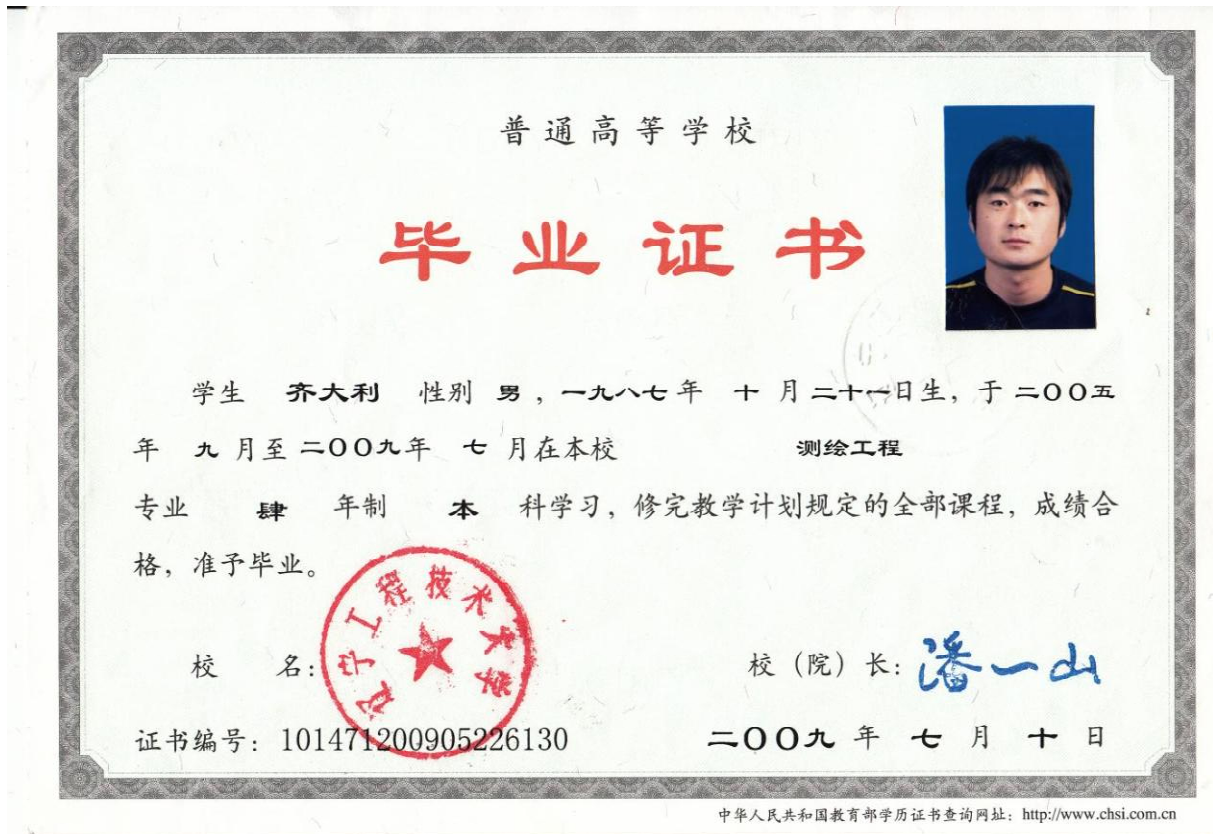 普通高等学校
毕业证书
学生 齐大利 性别 男，一九八七年 十 月二十一日生，于 二〇〇五
年 九 月至 二〇〇九年 七 月在本校 测绘工程
专业 肆 年制 本 科学习，修完教学计划规定的全部课程，成绩合
格，准予毕业。
辽宁工程技术大学
校 名： 校（院）长：潘一山
证书编号：101471200905226130 二〇〇九 年 七 月 十 日
中华人民共和国教育部学历证书查询网址：http://www.chsi.com.cn